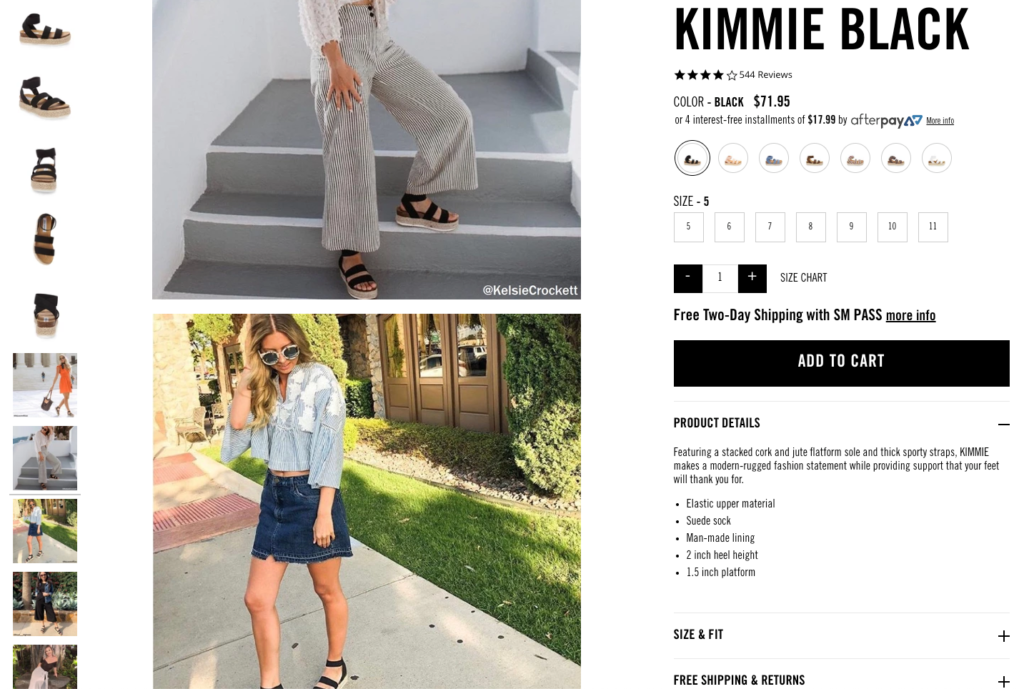 KIMMIE BLACK
544 Reviews
COLOR - BLACK $71.95
or 4 interest-free installments of $17.99 by afterpay More info
SIZE - 5
5 6 7 8 9 10 11
- 1 + SIZE CHART
Free Two-Day Shipping with SM PASS more info
ADD TO CART
PRODUCT DETAILS
Featuring a stacked cork and jute flatform sole and thick sporty straps, KIMMIE
makes a modern-rugged fashion statement while providing support that your feet
will thank you for.
• Elastic upper material
• Suede sock
• Man-made lining
• 2 inch heel height
• 1.5 inch platform
SIZE & FIT
FREE SHIPPING & RETURNS
@KelsieCrockett